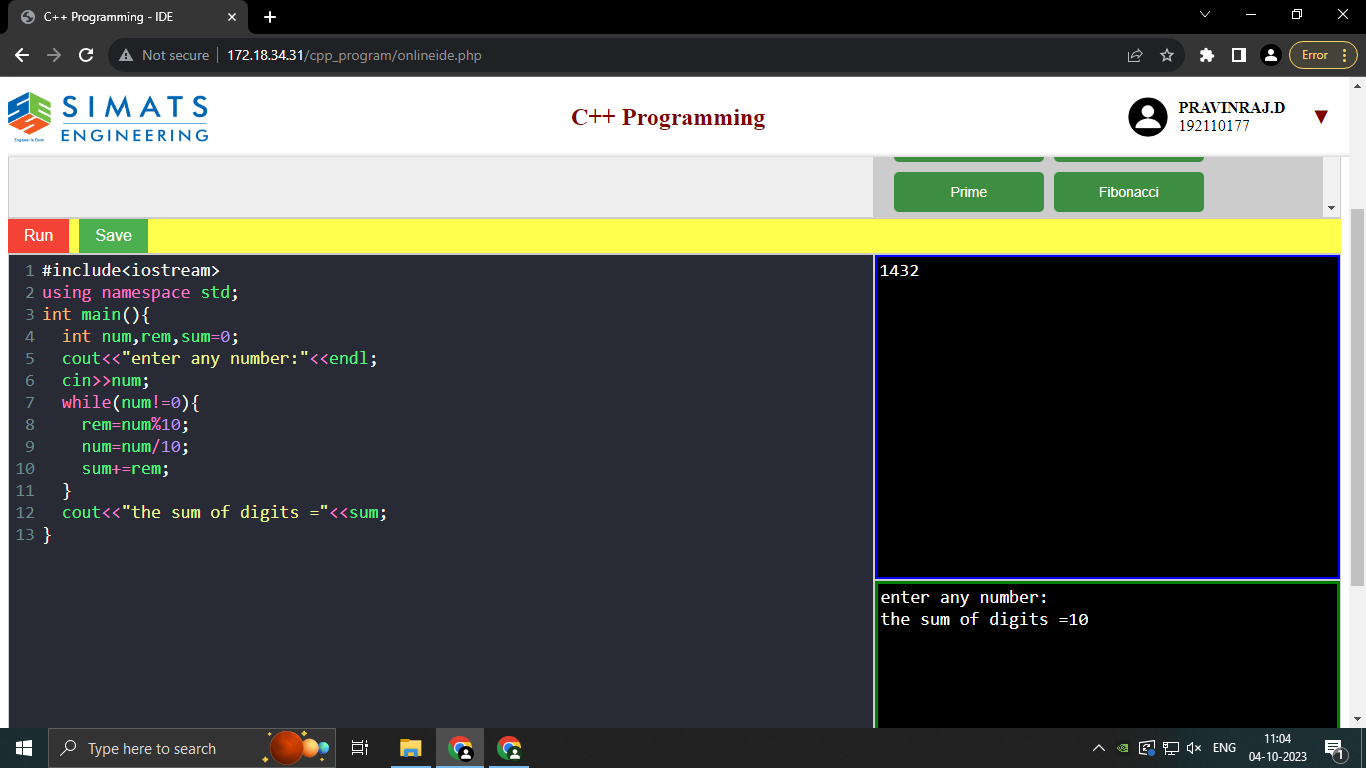 C++ Programming - IDE
Not secure 172.18.34.31/cpp_program/onlineide.php
Error
SIMATS
ENGINEERING
Engineer to Excel
C++ Programming
PRAVINRAJ.D
192110177
Prime Fibonacci
Run Save
1 #include<iostream>
2 using namespace std;
3 int main(){
4 int num,rem,sum=0;
5 cout<<"enter any number:"<<endl;
6 cin>>num;
7 while(num!=0){
8 rem=num%10;
9 num=num/10;
10 sum+=rem;
11 }
12 cout<<"the sum of digits ="<<sum;
13 }
1432
enter any number:
the sum of digits =10
Type here to search
ENG
11:04
04-10-2023
1